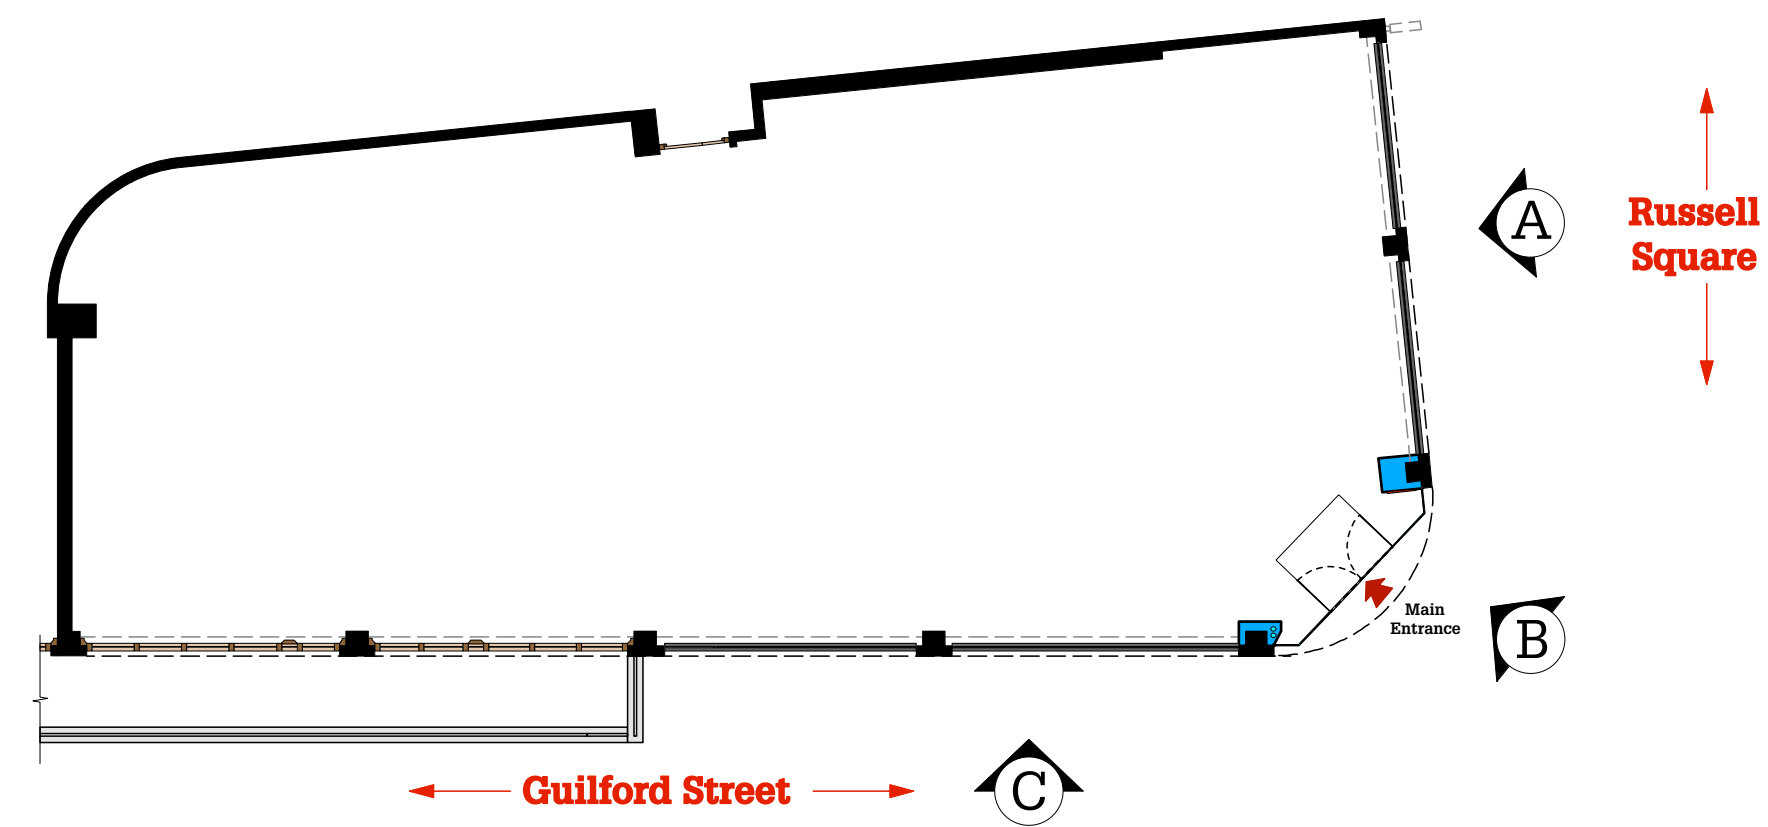 A
Russell
Square
Main
Entrance
B
Guilford Street
C